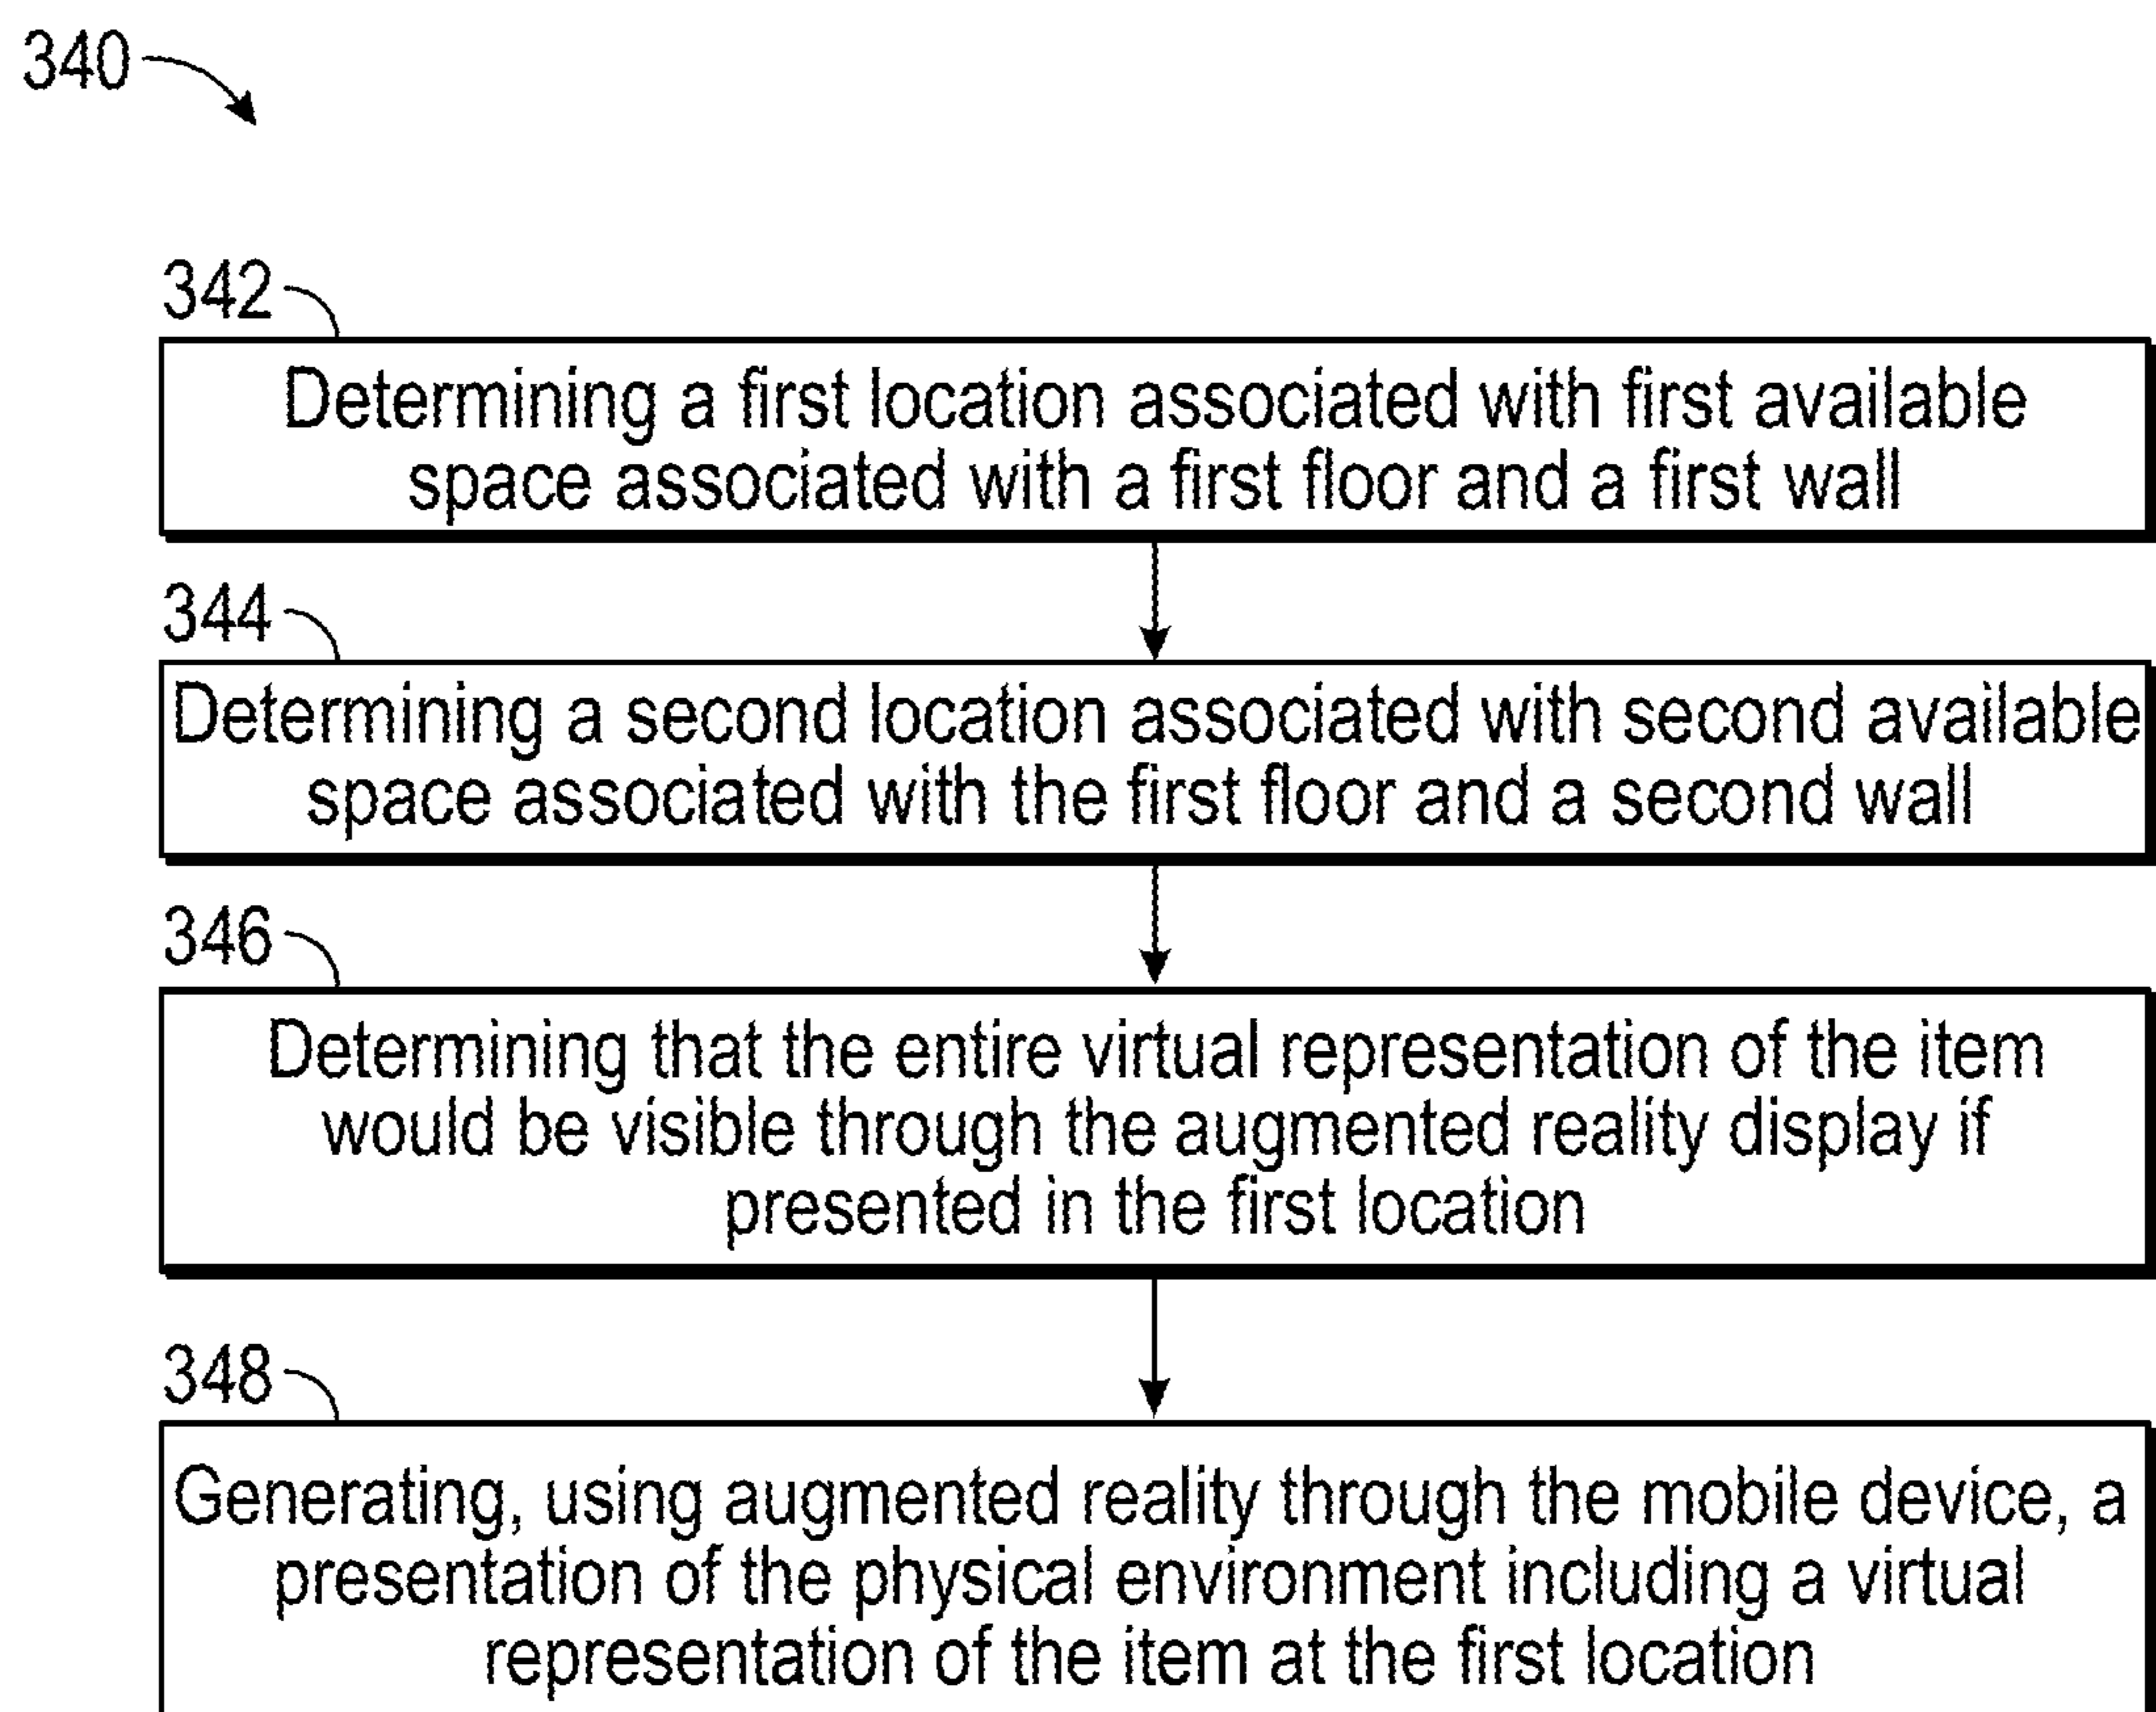 340
342
Determining a first location associated with first available
space associated with a first floor and a first wall
344
Determining a second location associated with second available
space associated with the first floor and a second wall
346
Determining that the entire virtual representation of the item
would be visible through the augmented reality display if
presented in the first location
348
Generating, using augmented reality through the mobile device, a
presentation of the physical environment including a virtual
representation of the item at the first location